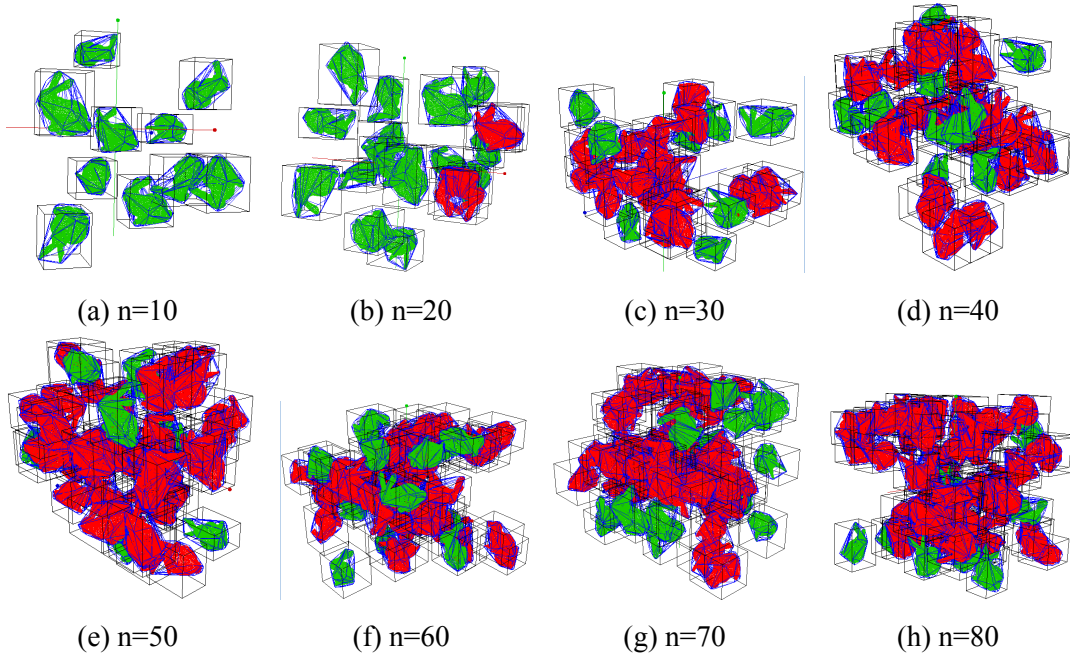 (a) n=10
(b) n=20
(c) n=30
(d) n=40
(e) n=50
(f) n=60
(g) n=70
(h) n=80